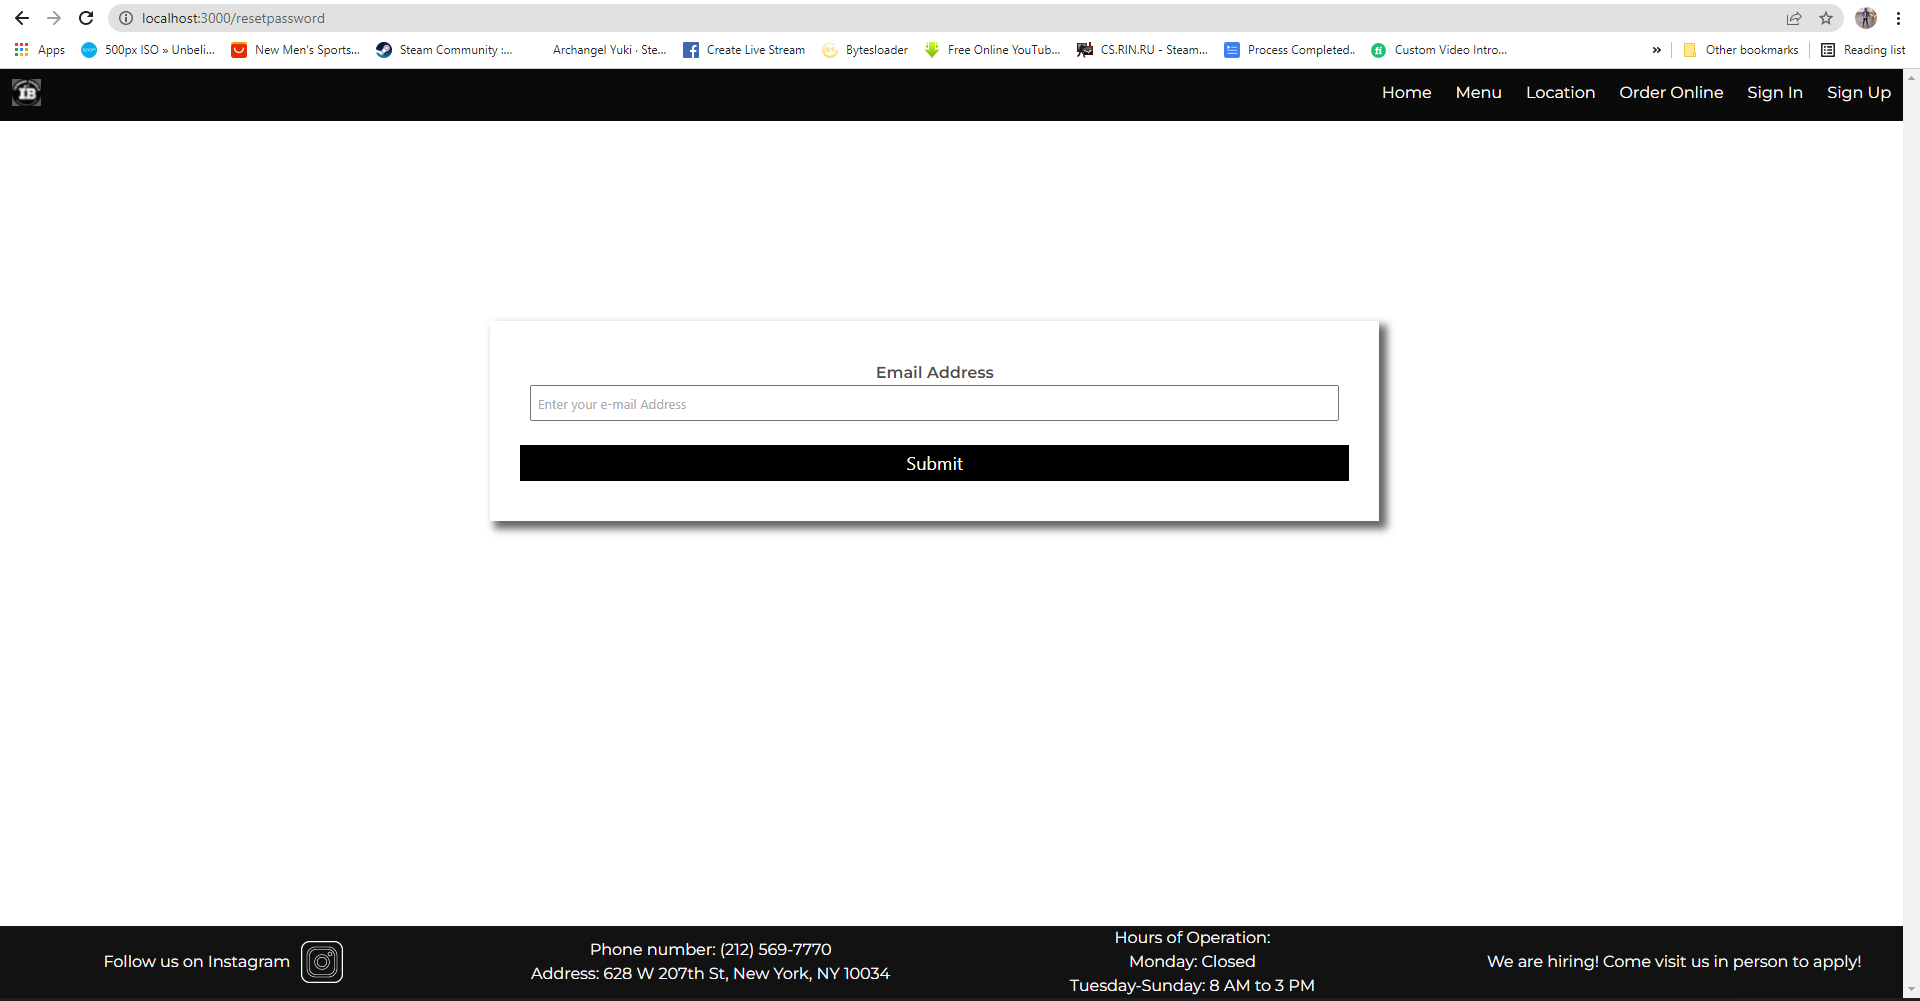 localhost:3000/resetpassword
Apps 500px ISO » Unbeli... New Men's Sports... Steam Community :... Archangel Yuki · Ste... Create Live Stream Bytesloader Free Online YouTub... CS.RIN.RU - Steam... Process Completed.. Custom Video Intro... » Other bookmarks Reading list
IB Home Menu Location Order Online Sign In Sign Up
Email Address
Enter your e-mail Address
Submit
Follow us on Instagram
Phone number: (212) 569-7770
Address: 628 W 207th St, New York, NY 10034
Hours of Operation:
Monday: Closed
Tuesday-Sunday: 8 AM to 3 PM
We are hiring! Come visit us in person to apply!